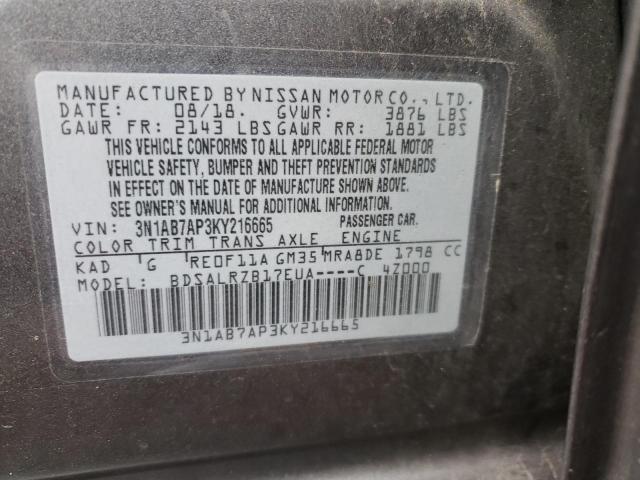 MANUFACTURED BY NISSAN MOTOR CO., LTD.
DATE: 08/18. GVWR: 3876 LBS
GAWR FR: 2143 LBS GAWR RR: 1881 LBS
THIS VEHICLE CONFORMS TO ALL APPLICABLE FEDERAL MOTOR
VEHICLE SAFETY, BUMPER AND THEFT PREVENTION STANDARDS
IN EFFECT ON THE DATE OF MANUFACTURE SHOWN ABOVE.
SEE OWNER'S MANUAL FOR ADDITIONAL INFORMATION.
VIN: 3N1AB7AP3KY216665 PASSENGER CAR.
COLOR TRIM TRANS AXLE ENGINE
KAD G RE0F11A GM35 MRA8DE 1798 CC
MODEL: BDSALRZB17EUA----C 4Z000
3N1AB7AP3KY216665